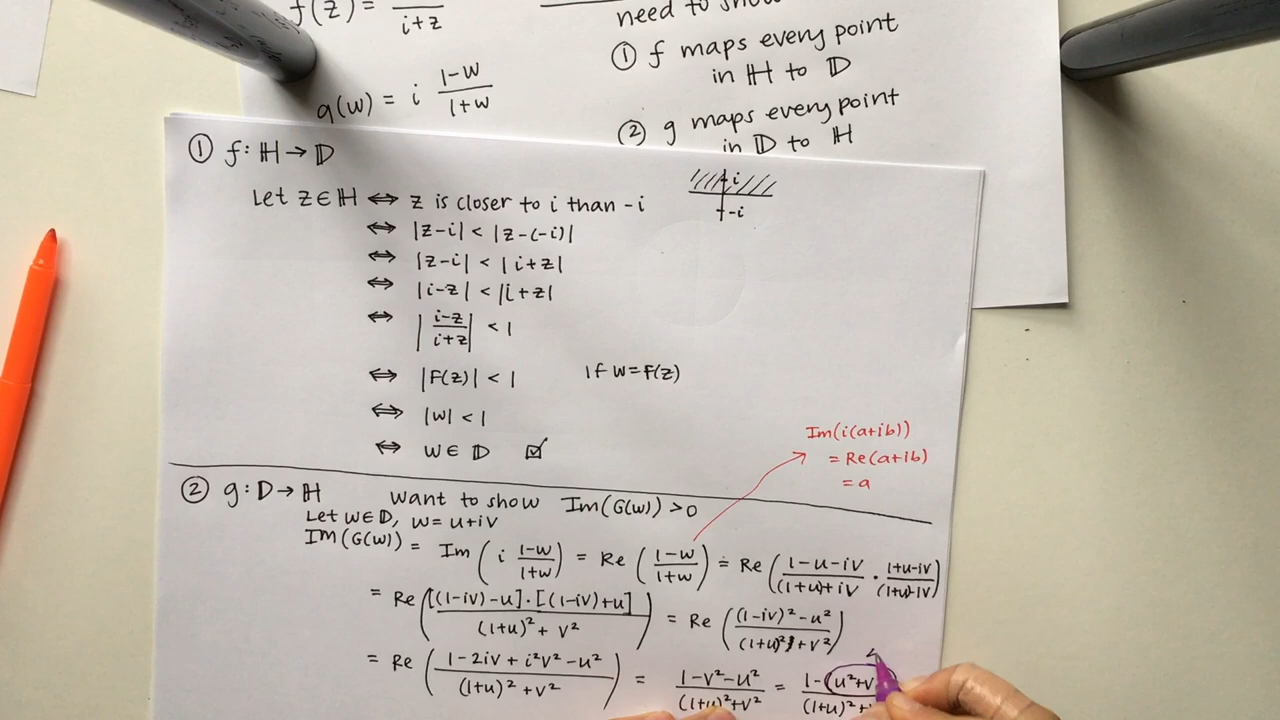 f(z) = / i+z
need to show
① f maps every point
in ℍ to 𝔻
g(w) = i (1-w)/(1+w)
② g maps every point
in 𝔻 to ℍ
① f: ℍ → 𝔻
Let z ∈ ℍ ⇔ z is closer to i than -i
i
-i
⇔ |z-i| < |z-(-i)|
⇔ |z-i| < |i+z|
⇔ |i-z| < |i+z|
⇔ |(i-z)/(i+z)| < 1
⇔ |F(z)| < 1 If w=F(z)
⇔ |w| < 1
⇔ w ∈ 𝔻 ☑
Im(i(a+ib))
= Re(a+ib)
= a
② g: 𝔻 → ℍ want to show Im(G(w)) > 0
Let w ∈ 𝔻, w = u+iv
Im(G(w)) = Im(i (1-w)/(1+w)) = Re((1-w)/(1+w)) = Re((1-u-iv)/((1+u)+iv) · (1+u-iv)/((1+u)-iv))
= Re([(1-iv)-u]·[(1-iv)+u]/((1+u)²+v²)) = Re(((1-iv)²-u²)/((1+u)²+v²))
= Re((1-2iv+i²v²-u²)/((1+u)²+v²)) = (1-v²-u²)/((1+u)²+v²) = (1-(u²+v/((1+u)²+